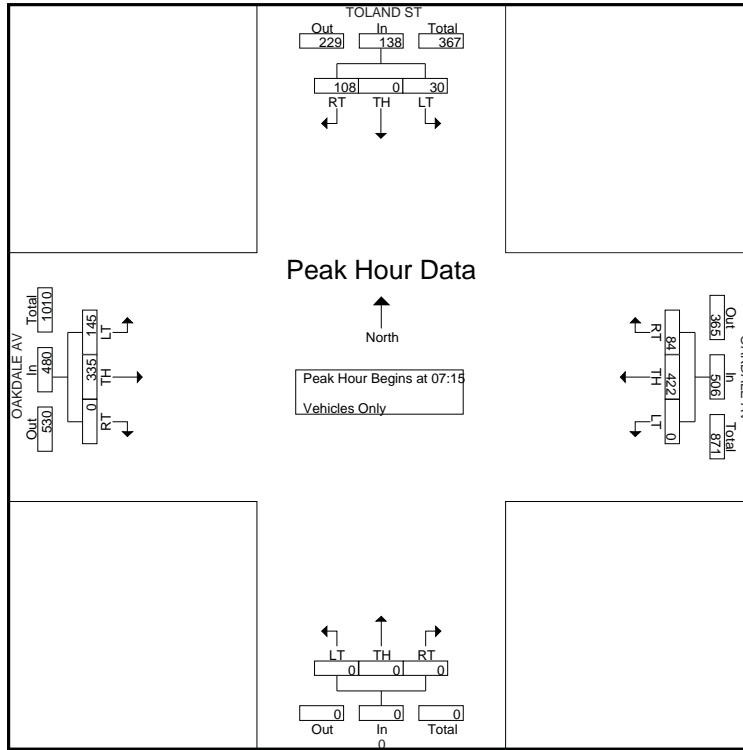 TOLAND ST
Out In Total
229 138 367
108 0 30
RT TH LT
Peak Hour Data
North
Peak Hour Begins at 07:15
Vehicles Only
OAKDALE AV
Total In Out
1010 480 530
145 335 0
LT TH RT
Out In Total
365 506 871
84 422 0
RT TH LT
LT TH RT
0 0 0
0 0 0
Out In Total
0